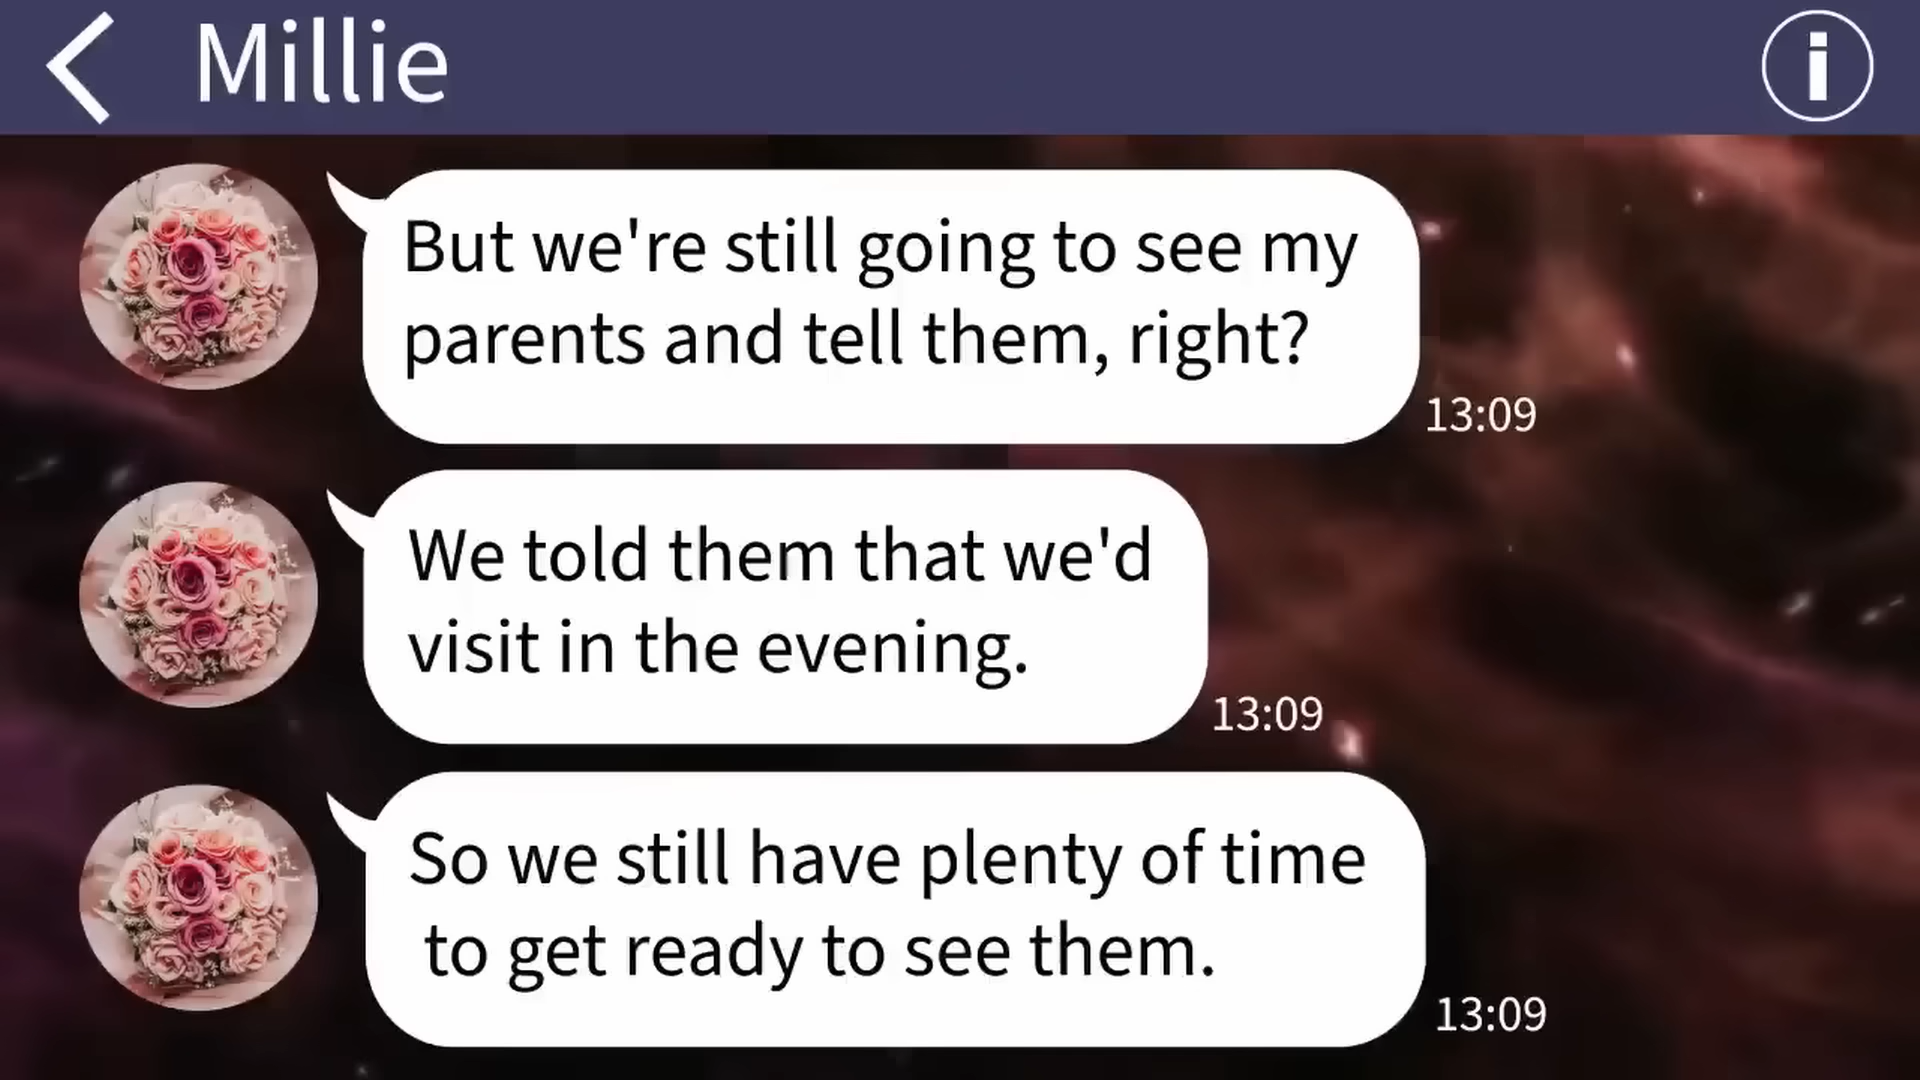 Millie
i
But we're still going to see my
parents and tell them, right?
13:09
We told them that we'd
visit in the evening.
13:09
So we still have plenty of time
to get ready to see them.
13:09